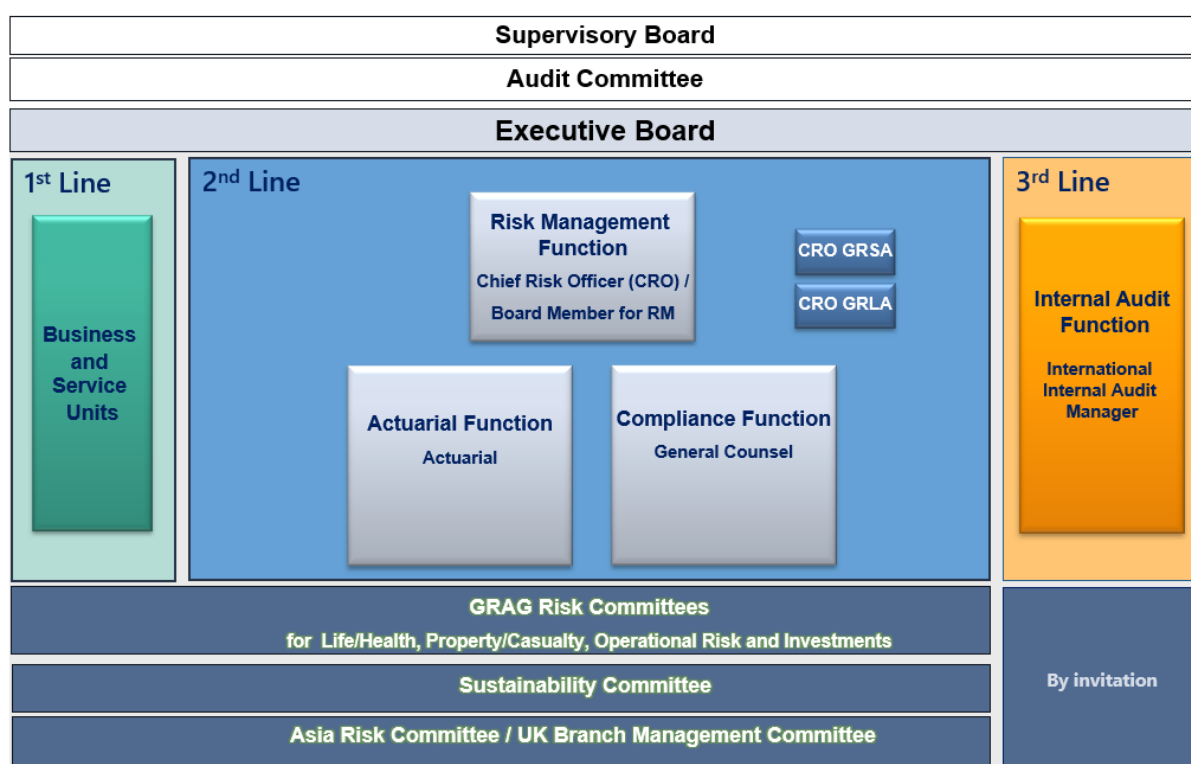 Supervisory Board
Audit Committee
Executive Board
1st Line
Business
and
Service
Units
2nd Line
Risk Management
Function
Chief Risk Officer (CRO) /
Board Member for RM
CRO GRSA
CRO GRLA
Actuarial Function
Actuarial
Compliance Function
General Counsel
3rd Line
Internal Audit
Function
International
Internal Audit
Manager
GRAG Risk Committees
for Life/Health, Property/Casualty, Operational Risk and Investments
Sustainability Committee
Asia Risk Committee / UK Branch Management Committee
By invitation